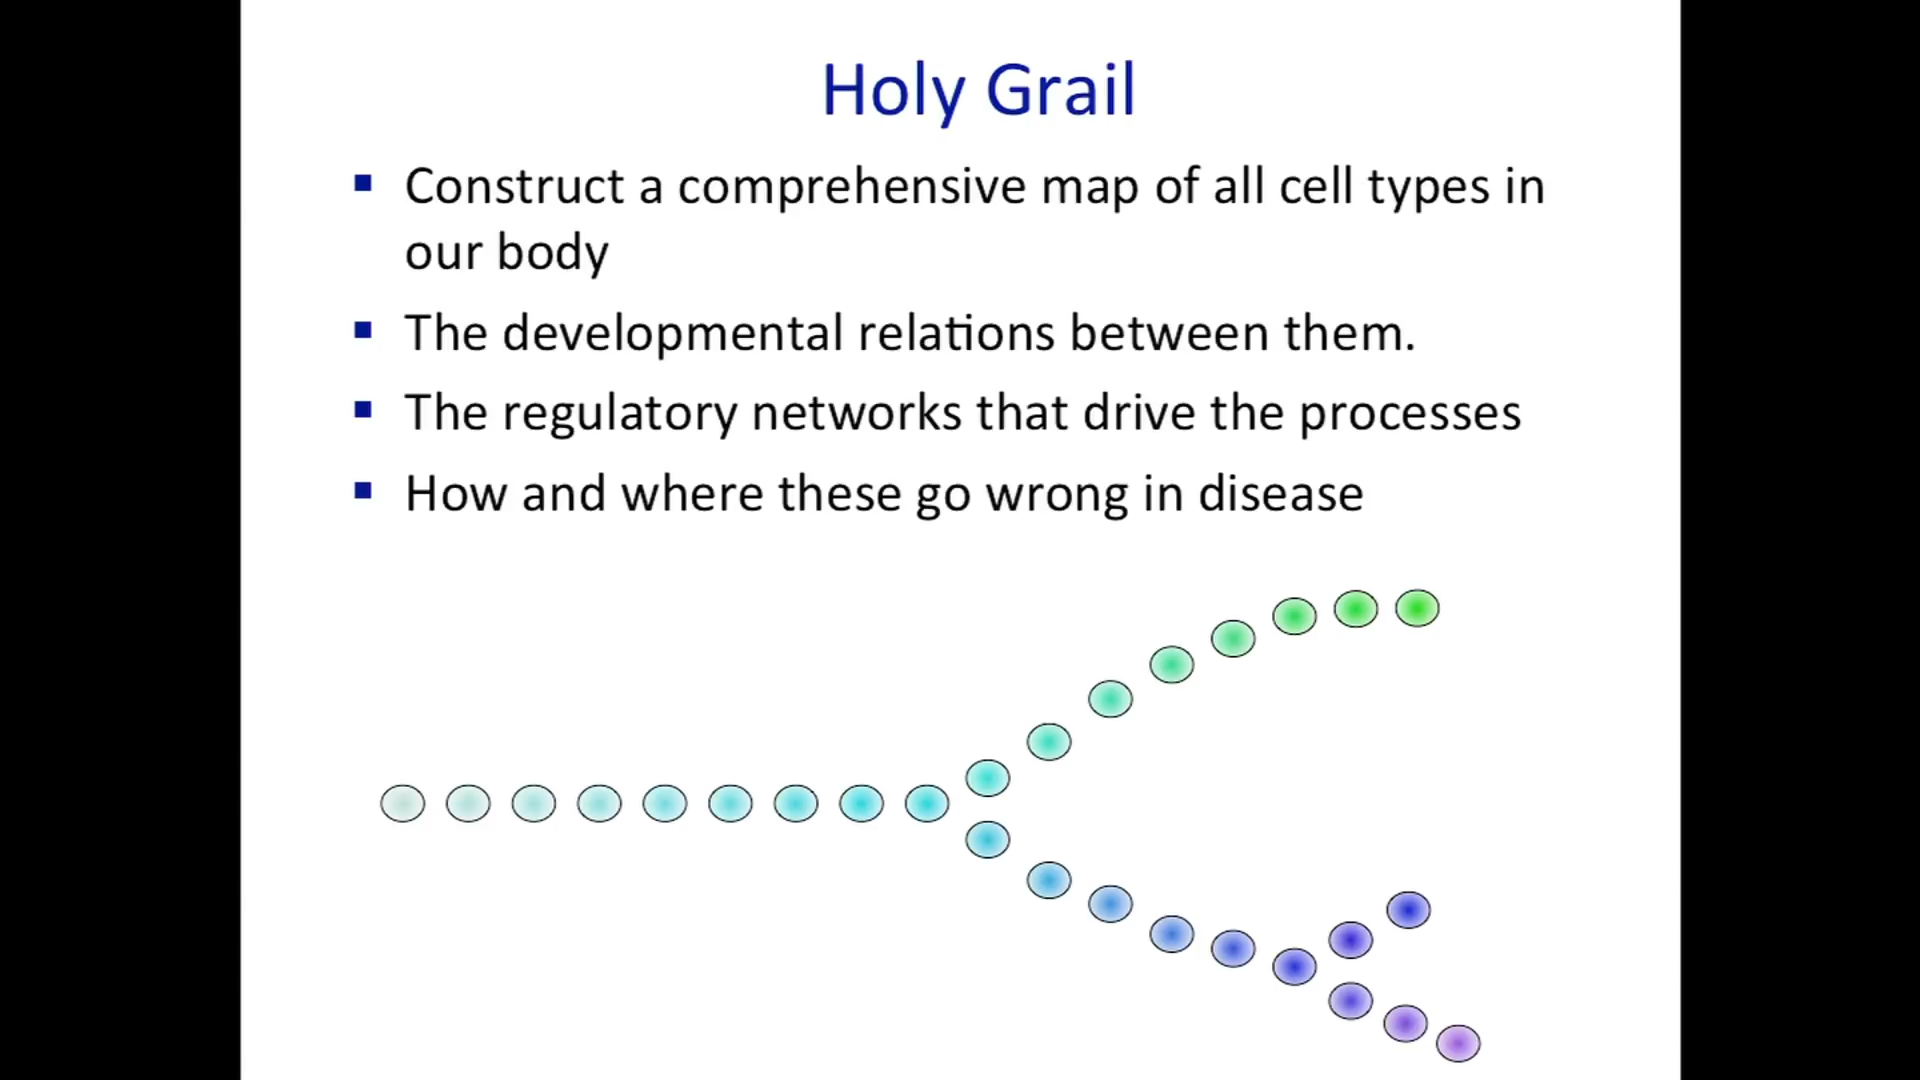 Holy Grail
▪ Construct a comprehensive map of all cell types in
our body
▪ The developmental relations between them.
▪ The regulatory networks that drive the processes
▪ How and where these go wrong in disease